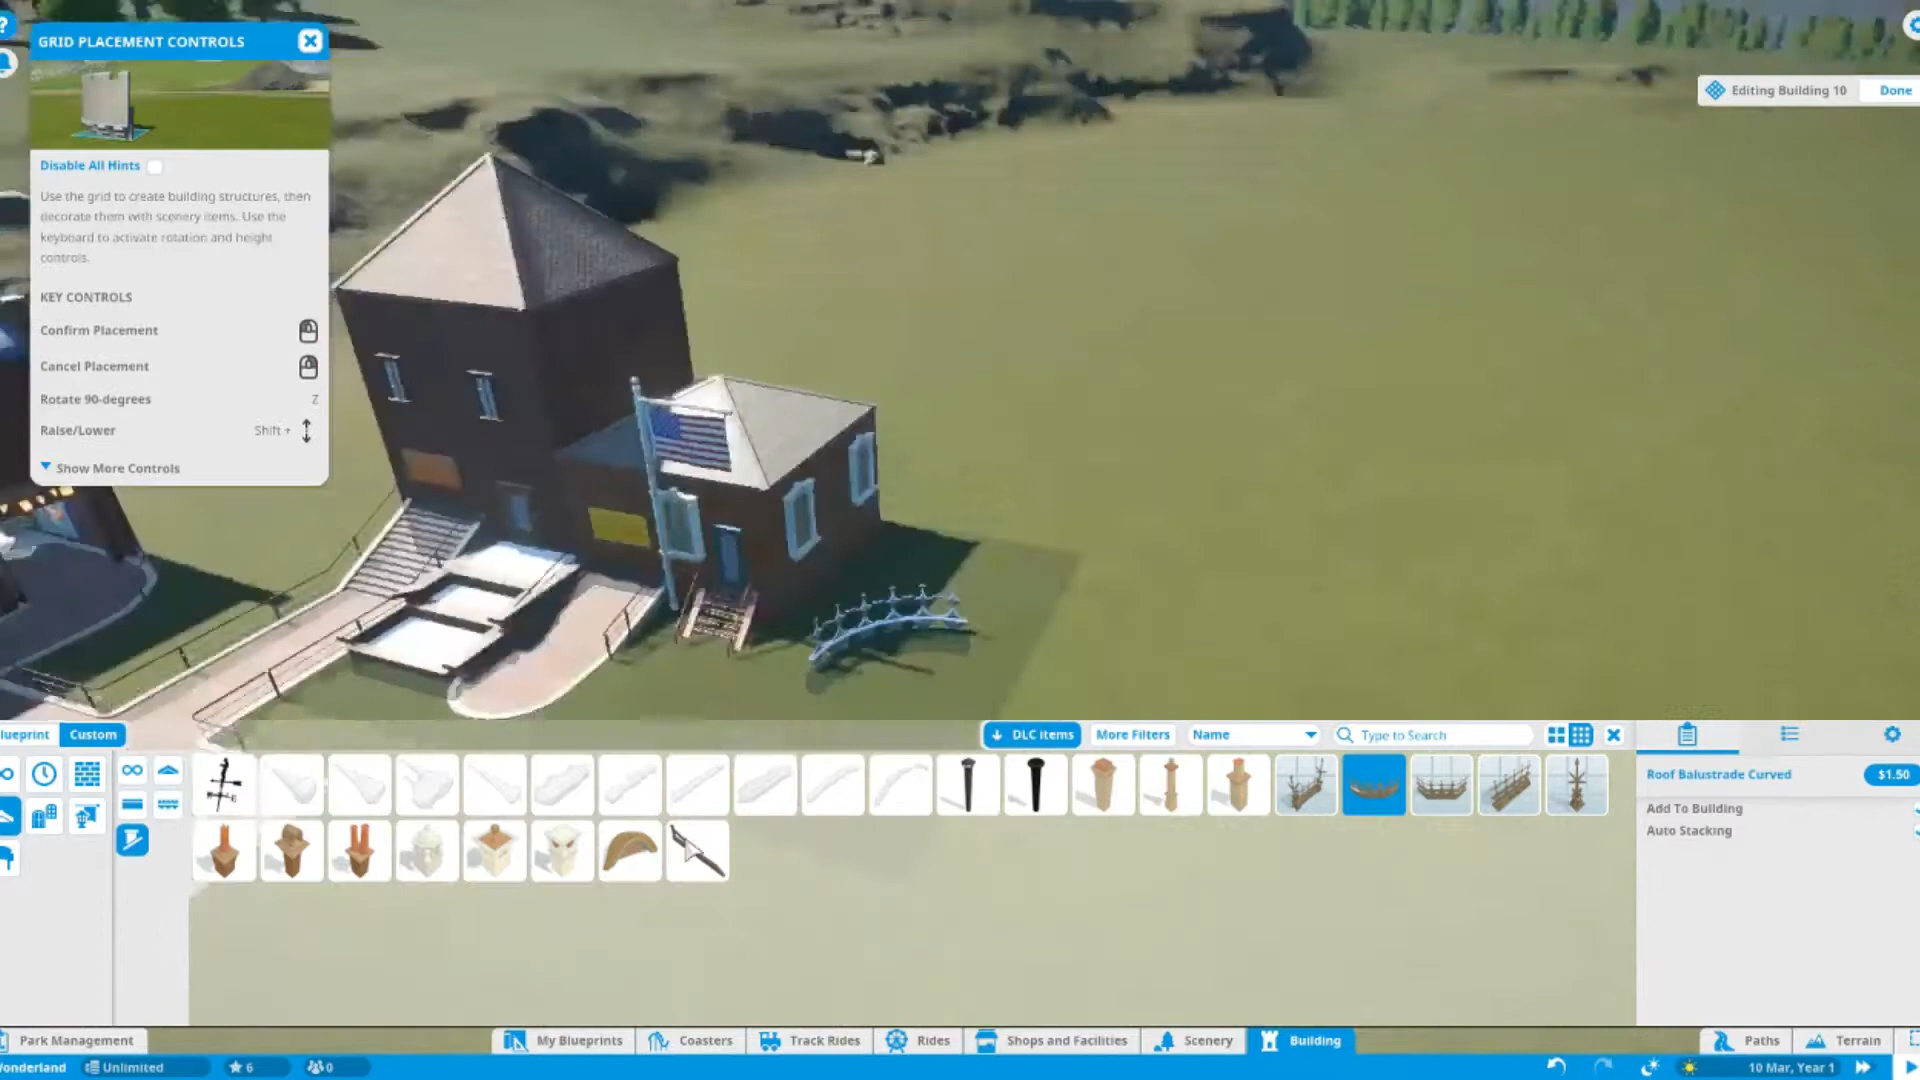 ?
GRID PLACEMENT CONTROLS
Disable All Hints
Use the grid to create building structures, then
decorate them with scenery items. Use the
keyboard to activate rotation and height
controls.
KEY CONTROLS
Confirm Placement
Cancel Placement
Rotate 90-degrees Z
Raise/Lower Shift +
Show More Controls
Editing Building 10 Done
lueprint Custom DLC items More Filters Name Type to Search
Roof Balustrade Curved $1.50
Add To Building
Auto Stacking
Park Management My Blueprints Coasters Track Rides Rides Shops and Facilities Scenery Building Paths Terrain
onderland Unlimited 6 0 10 Mar, Year 1